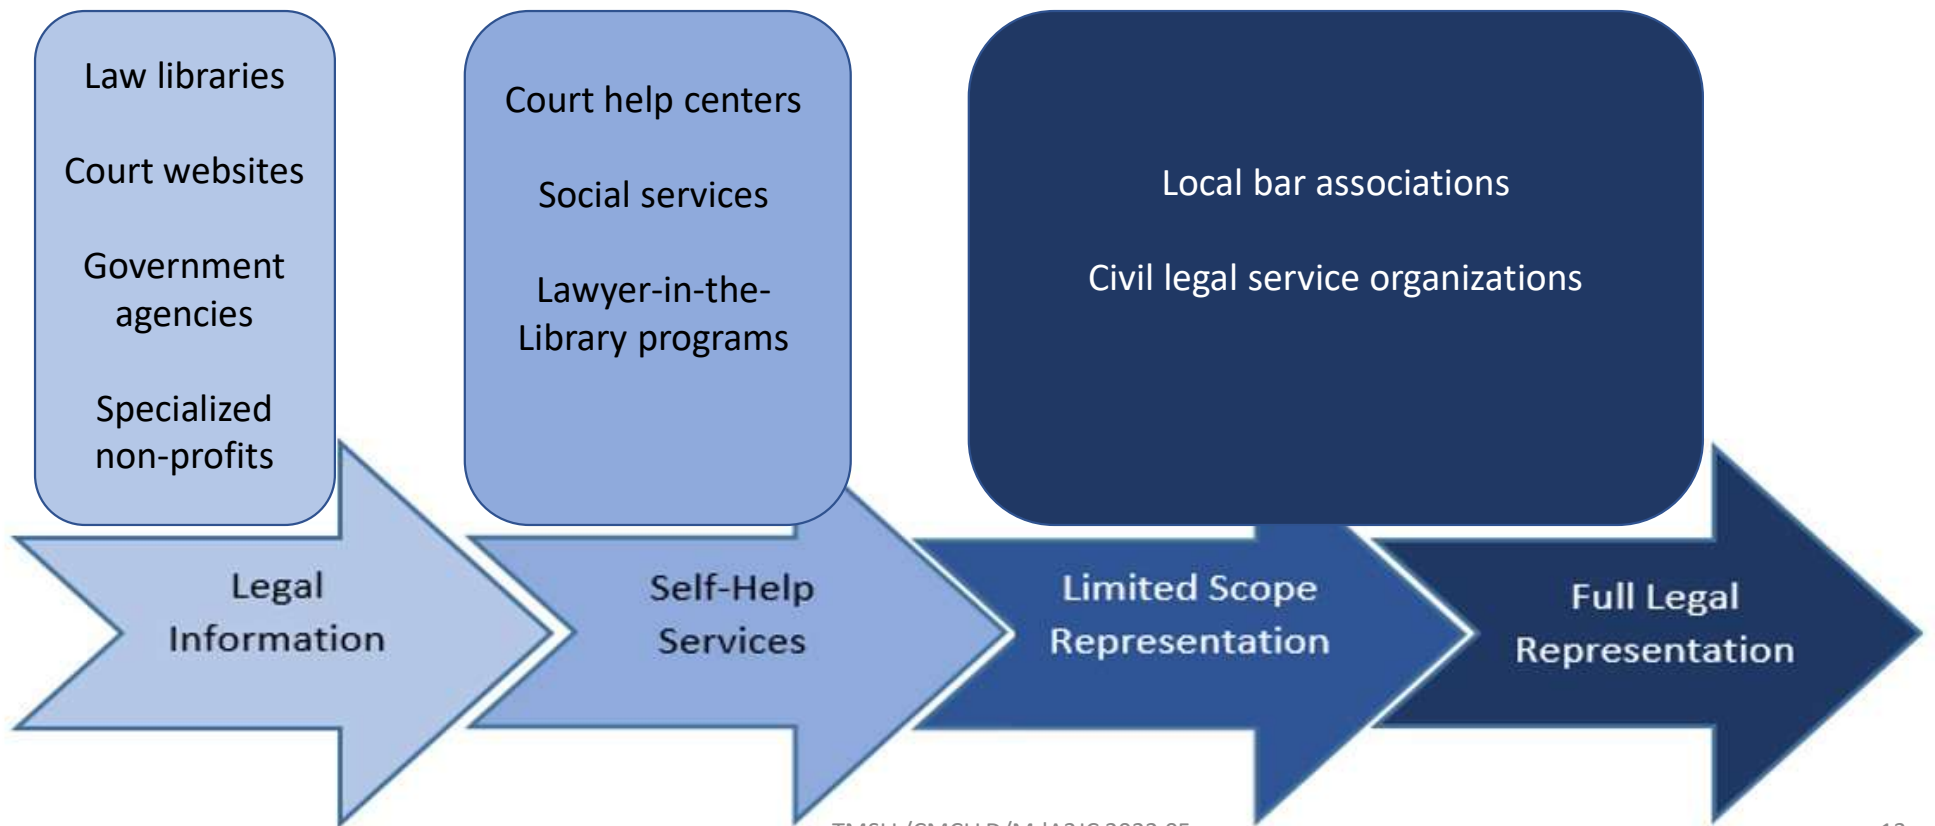 Law libraries
Court websites
Government
agencies
Specialized
non-profits
Court help centers
Social services
Lawyer-in-the-
Library programs
Local bar associations
Civil legal service organizations
Legal
Information
Self-Help
Services
Limited Scope
Representation
Full Legal
Representation